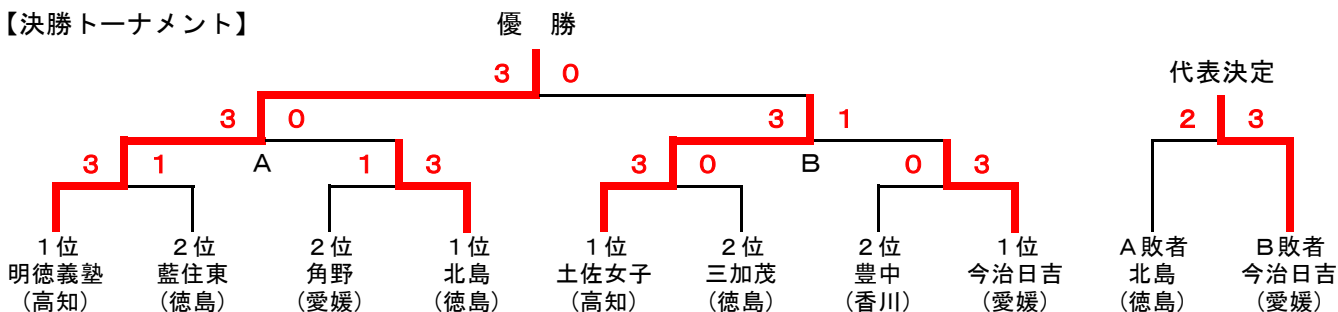 【決勝トーナメント】
優　勝
3 0
代表決定
3 0 3 1 2 3
3 1 A 1 3 3 0 B 0 3
1位 2位 2位 1位 1位 2位 2位 1位 A敗者 B敗者
明徳義塾 藍住東 角野 北島 土佐女子 三加茂 豊中 今治日吉 北島 今治日吉
(高知) (徳島) (愛媛) (徳島) (高知) (徳島) (香川) (愛媛) (徳島) (愛媛)